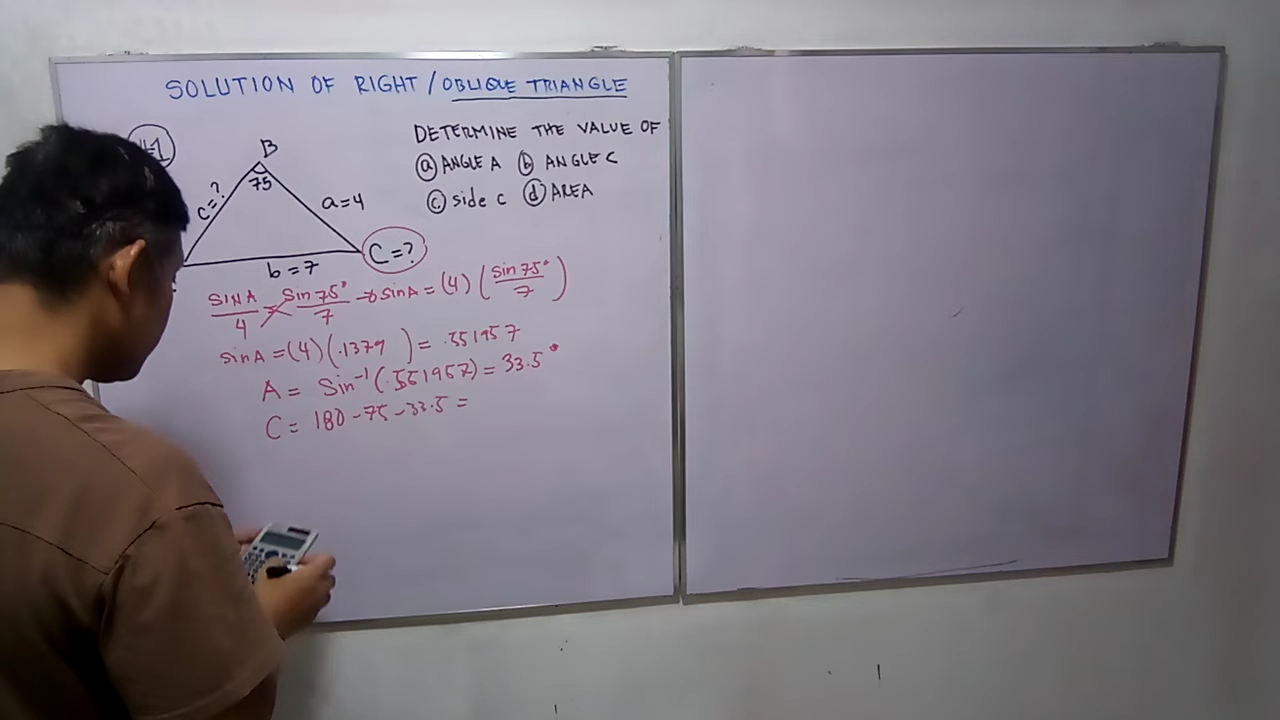 SOLUTION OF RIGHT / OBLIQUE TRIANGLE
#1
B
75
C=?
a=4
b=7
C=?
DETERMINE THE VALUE OF
(a) ANGLE A (b) ANGLE C
(c) side c (d) AREA
SINA/4 = Sin75°/7 → sinA = (4) (sin75°/7)
sinA = (4)(.1379) = .551957
A = Sin⁻¹(.551957) = 33.5°
C = 180-75-33.5 =